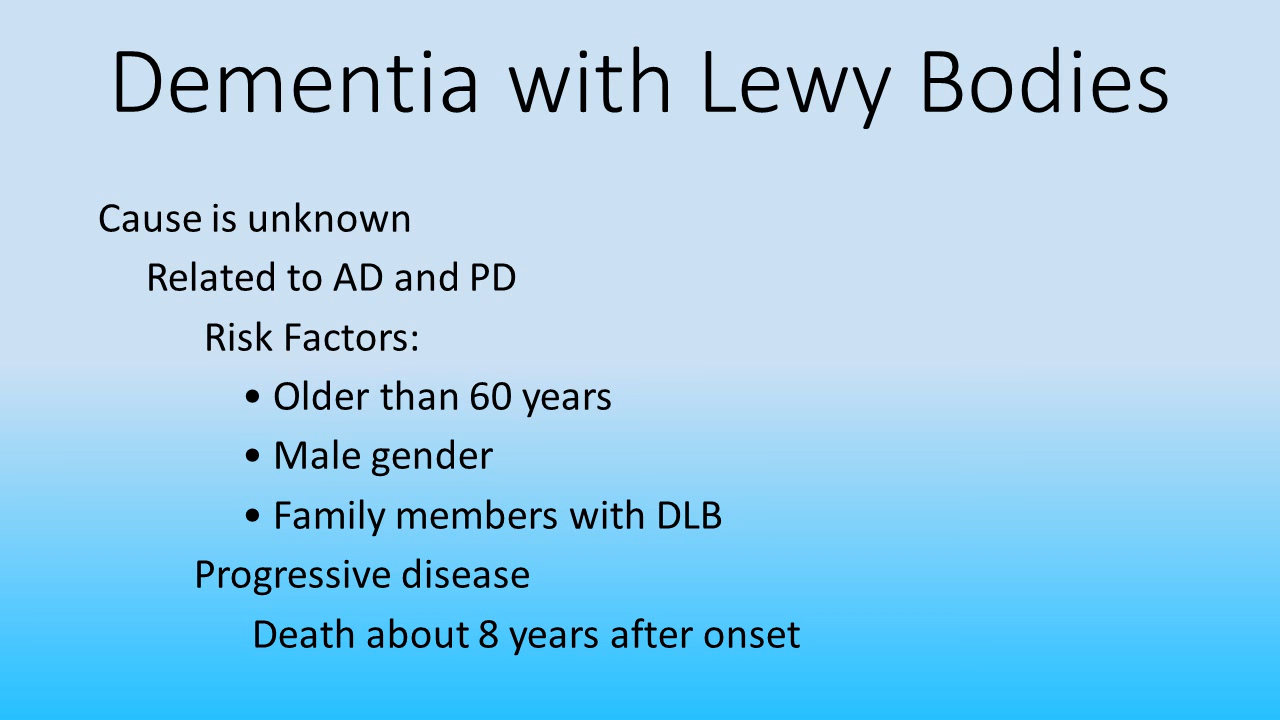 Dementia with Lewy Bodies
Cause is unknown
Related to AD and PD
Risk Factors:
• Older than 60 years
• Male gender
• Family members with DLB
Progressive disease
Death about 8 years after onset